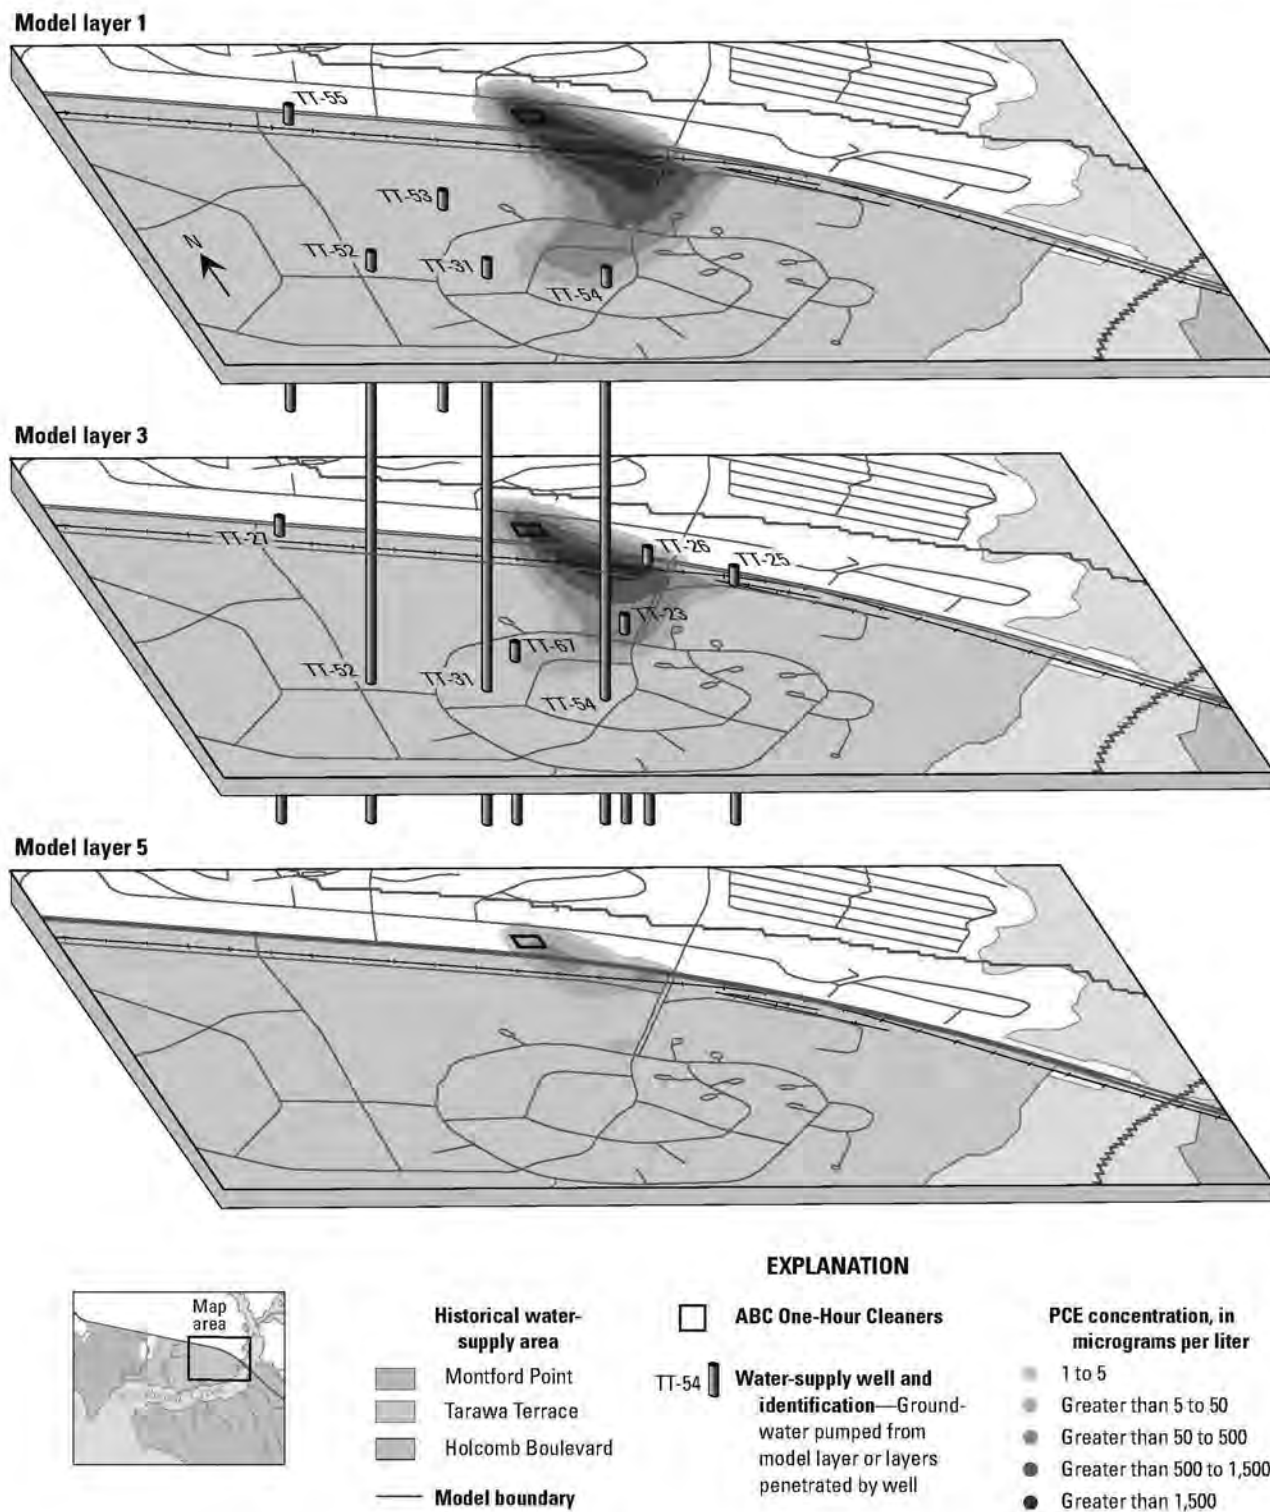 Model layer 1
TT-55
TT-53
N
TT-52
TT-31
TT-54
Model layer 3
TT-27
TT-26
TT-25
TT-23
TT-67
TT-52
TT-31
TT-54
Model layer 5
EXPLANATION
Map
area
Historical water-
supply area
Montford Point
Tarawa Terrace
Holcomb Boulevard
Model boundary
ABC One-Hour Cleaners
TT-54
Water-supply well and
identification—Ground-
water pumped from
model layer or layers
penetrated by well
PCE concentration, in
micrograms per liter
1 to 5
Greater than 5 to 50
Greater than 50 to 500
Greater than 500 to 1,500
Greater than 1,500